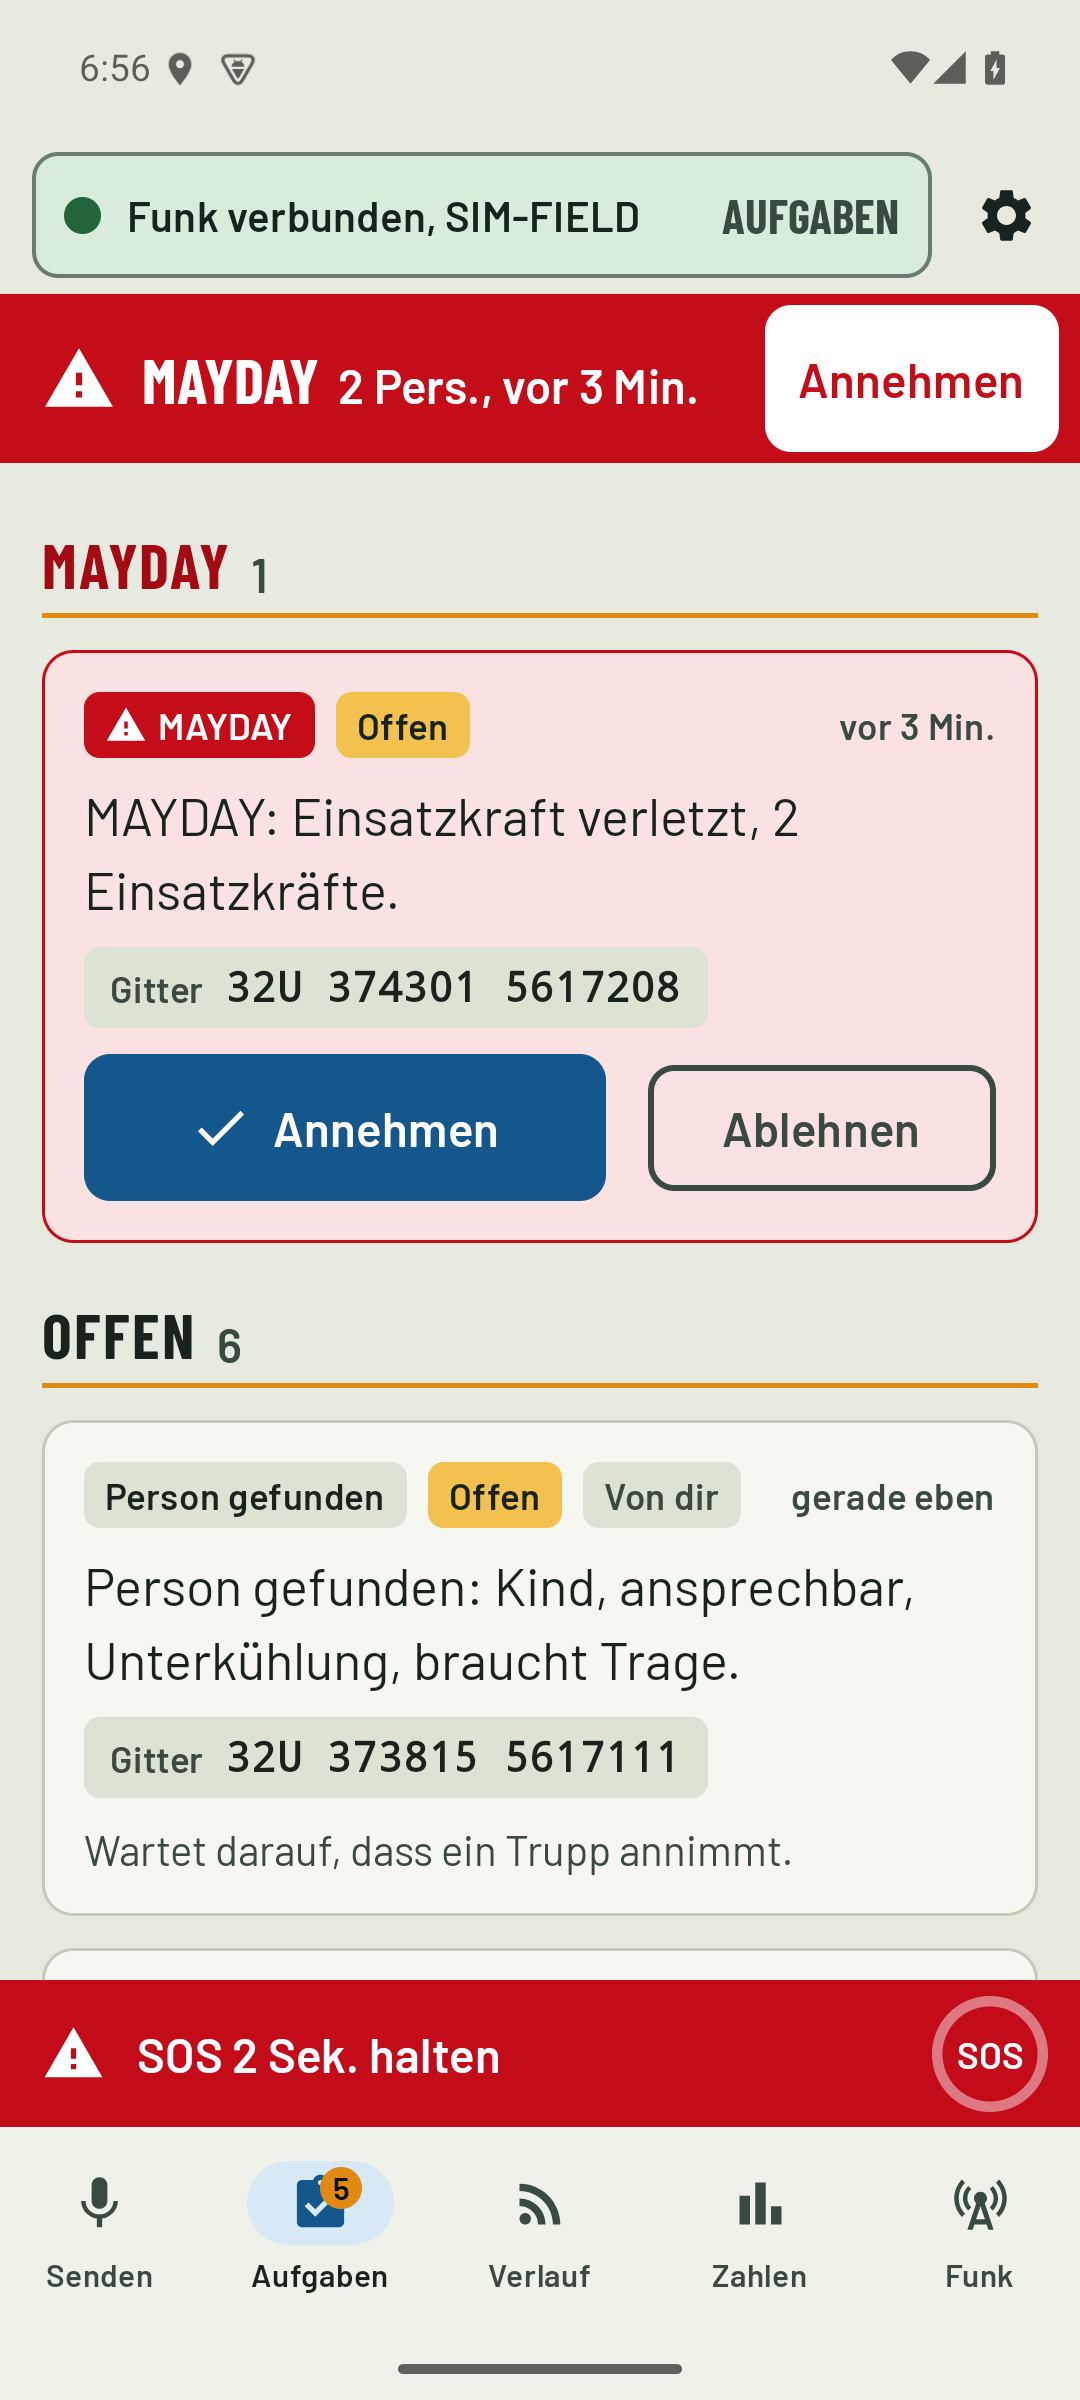 6:56
Funk verbunden, SIM-FIELD AUFGABEN
MAYDAY 2 Pers., vor 3 Min. Annehmen
MAYDAY 1
MAYDAY Offen vor 3 Min.
MAYDAY: Einsatzkraft verletzt, 2
Einsatzkräfte.
Gitter 32U 374301 5617208
Annehmen Ablehnen
OFFEN 6
Person gefunden Offen Von dir gerade eben
Person gefunden: Kind, ansprechbar,
Unterkühlung, braucht Trage.
Gitter 32U 373815 5617111
Wartet darauf, dass ein Trupp annimmt.
SOS 2 Sek. halten SOS
5
Senden Aufgaben Verlauf Zahlen Funk